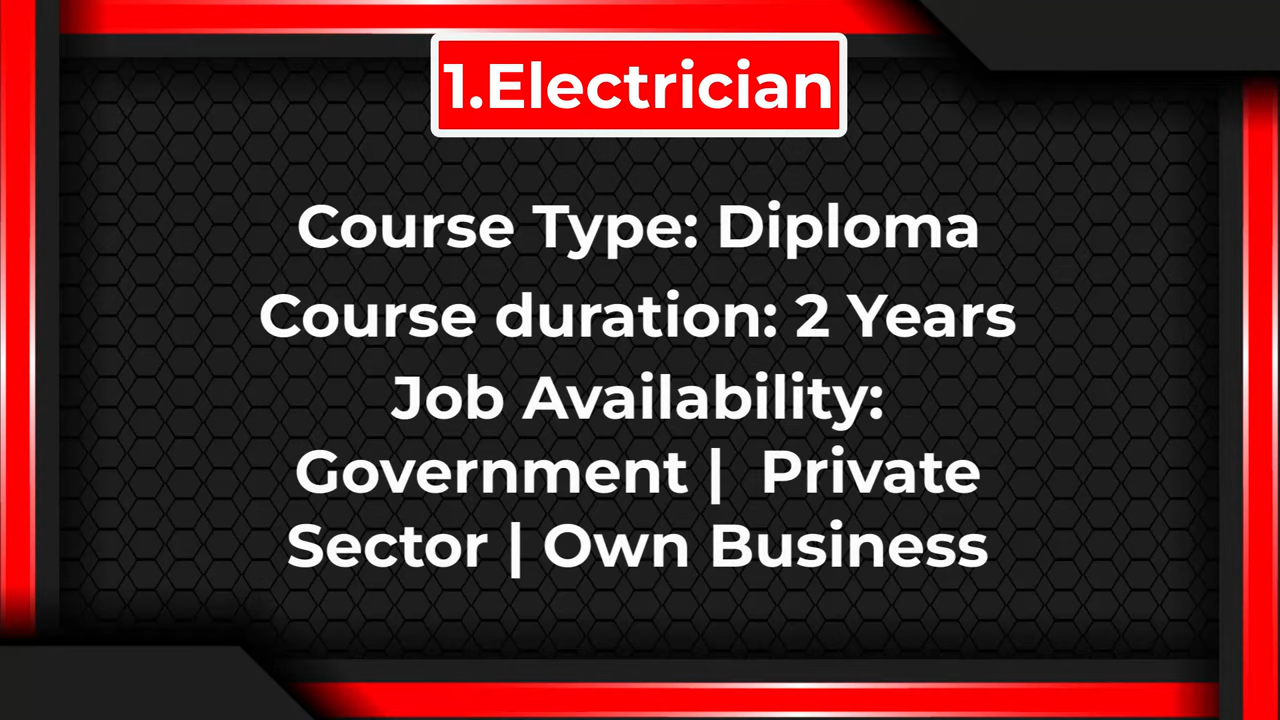 1.Electrician
Course Type: Diploma
Course duration: 2 Years
Job Availability:
Government |  Private
Sector | Own Business